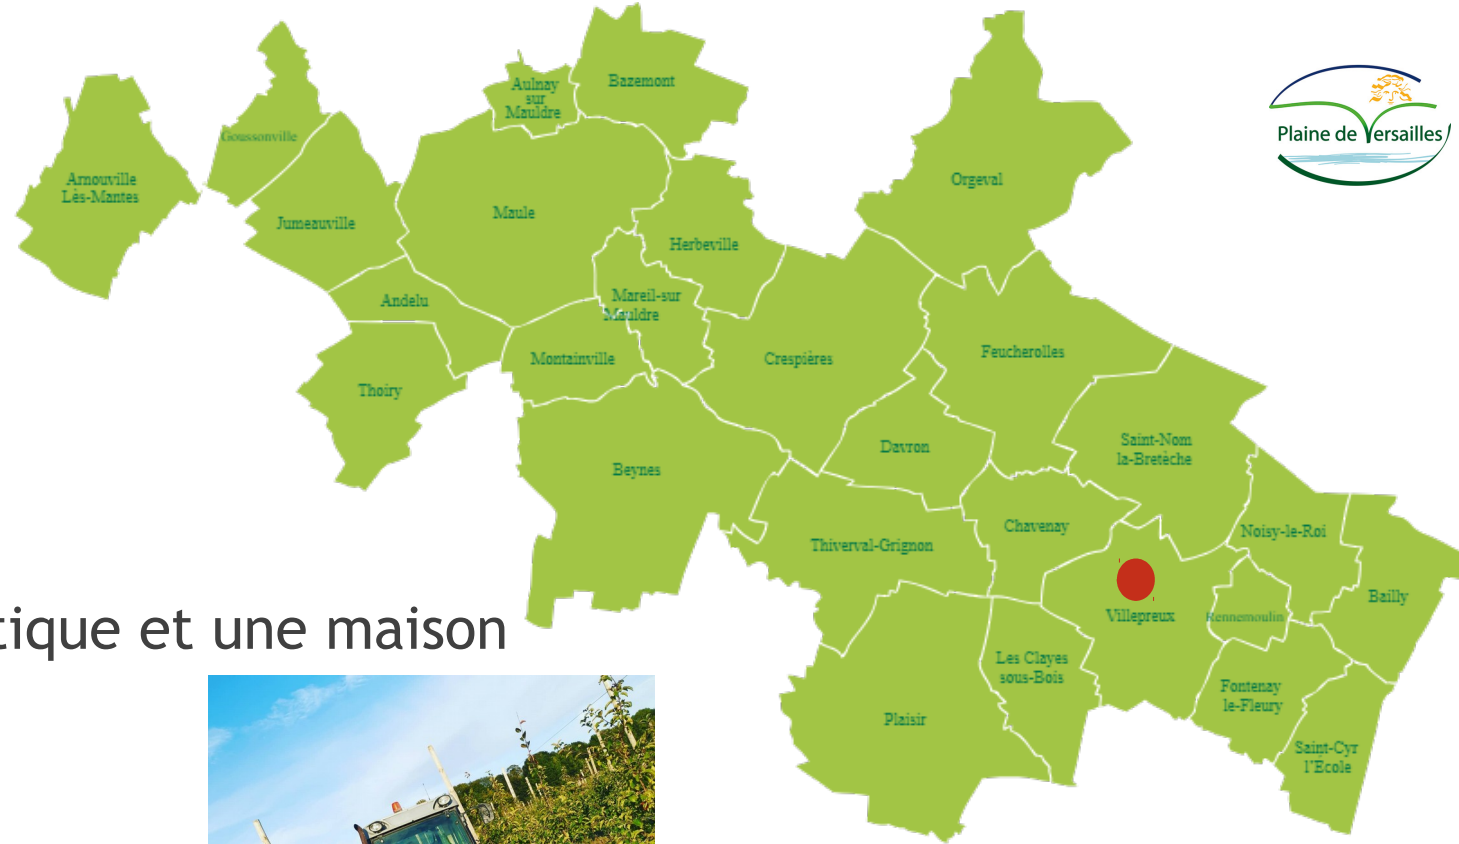 Bazemont
Aulnay
sur
Mauldre
Plaine de Versailles
Goussonville
Arnouville
Lès-Mantes
Orgeval
Maule
Jumeauville
Herbeville
Andelu
Mareil-sur
Mauldre
Montainville
Crespières
Feucherolles
Thoiry
Davron
Saint-Nom
la-Bretèche
Beynes
Chavenay
Noisy-le-Roi
Thiverval-Grignon
Bailly
Villepreux
Rennemoulin
tique et une maison
Les Clayes
sous-Bois
Fontenay
le-Fleury
Plaisir
Saint-Cyr
l'Ecole